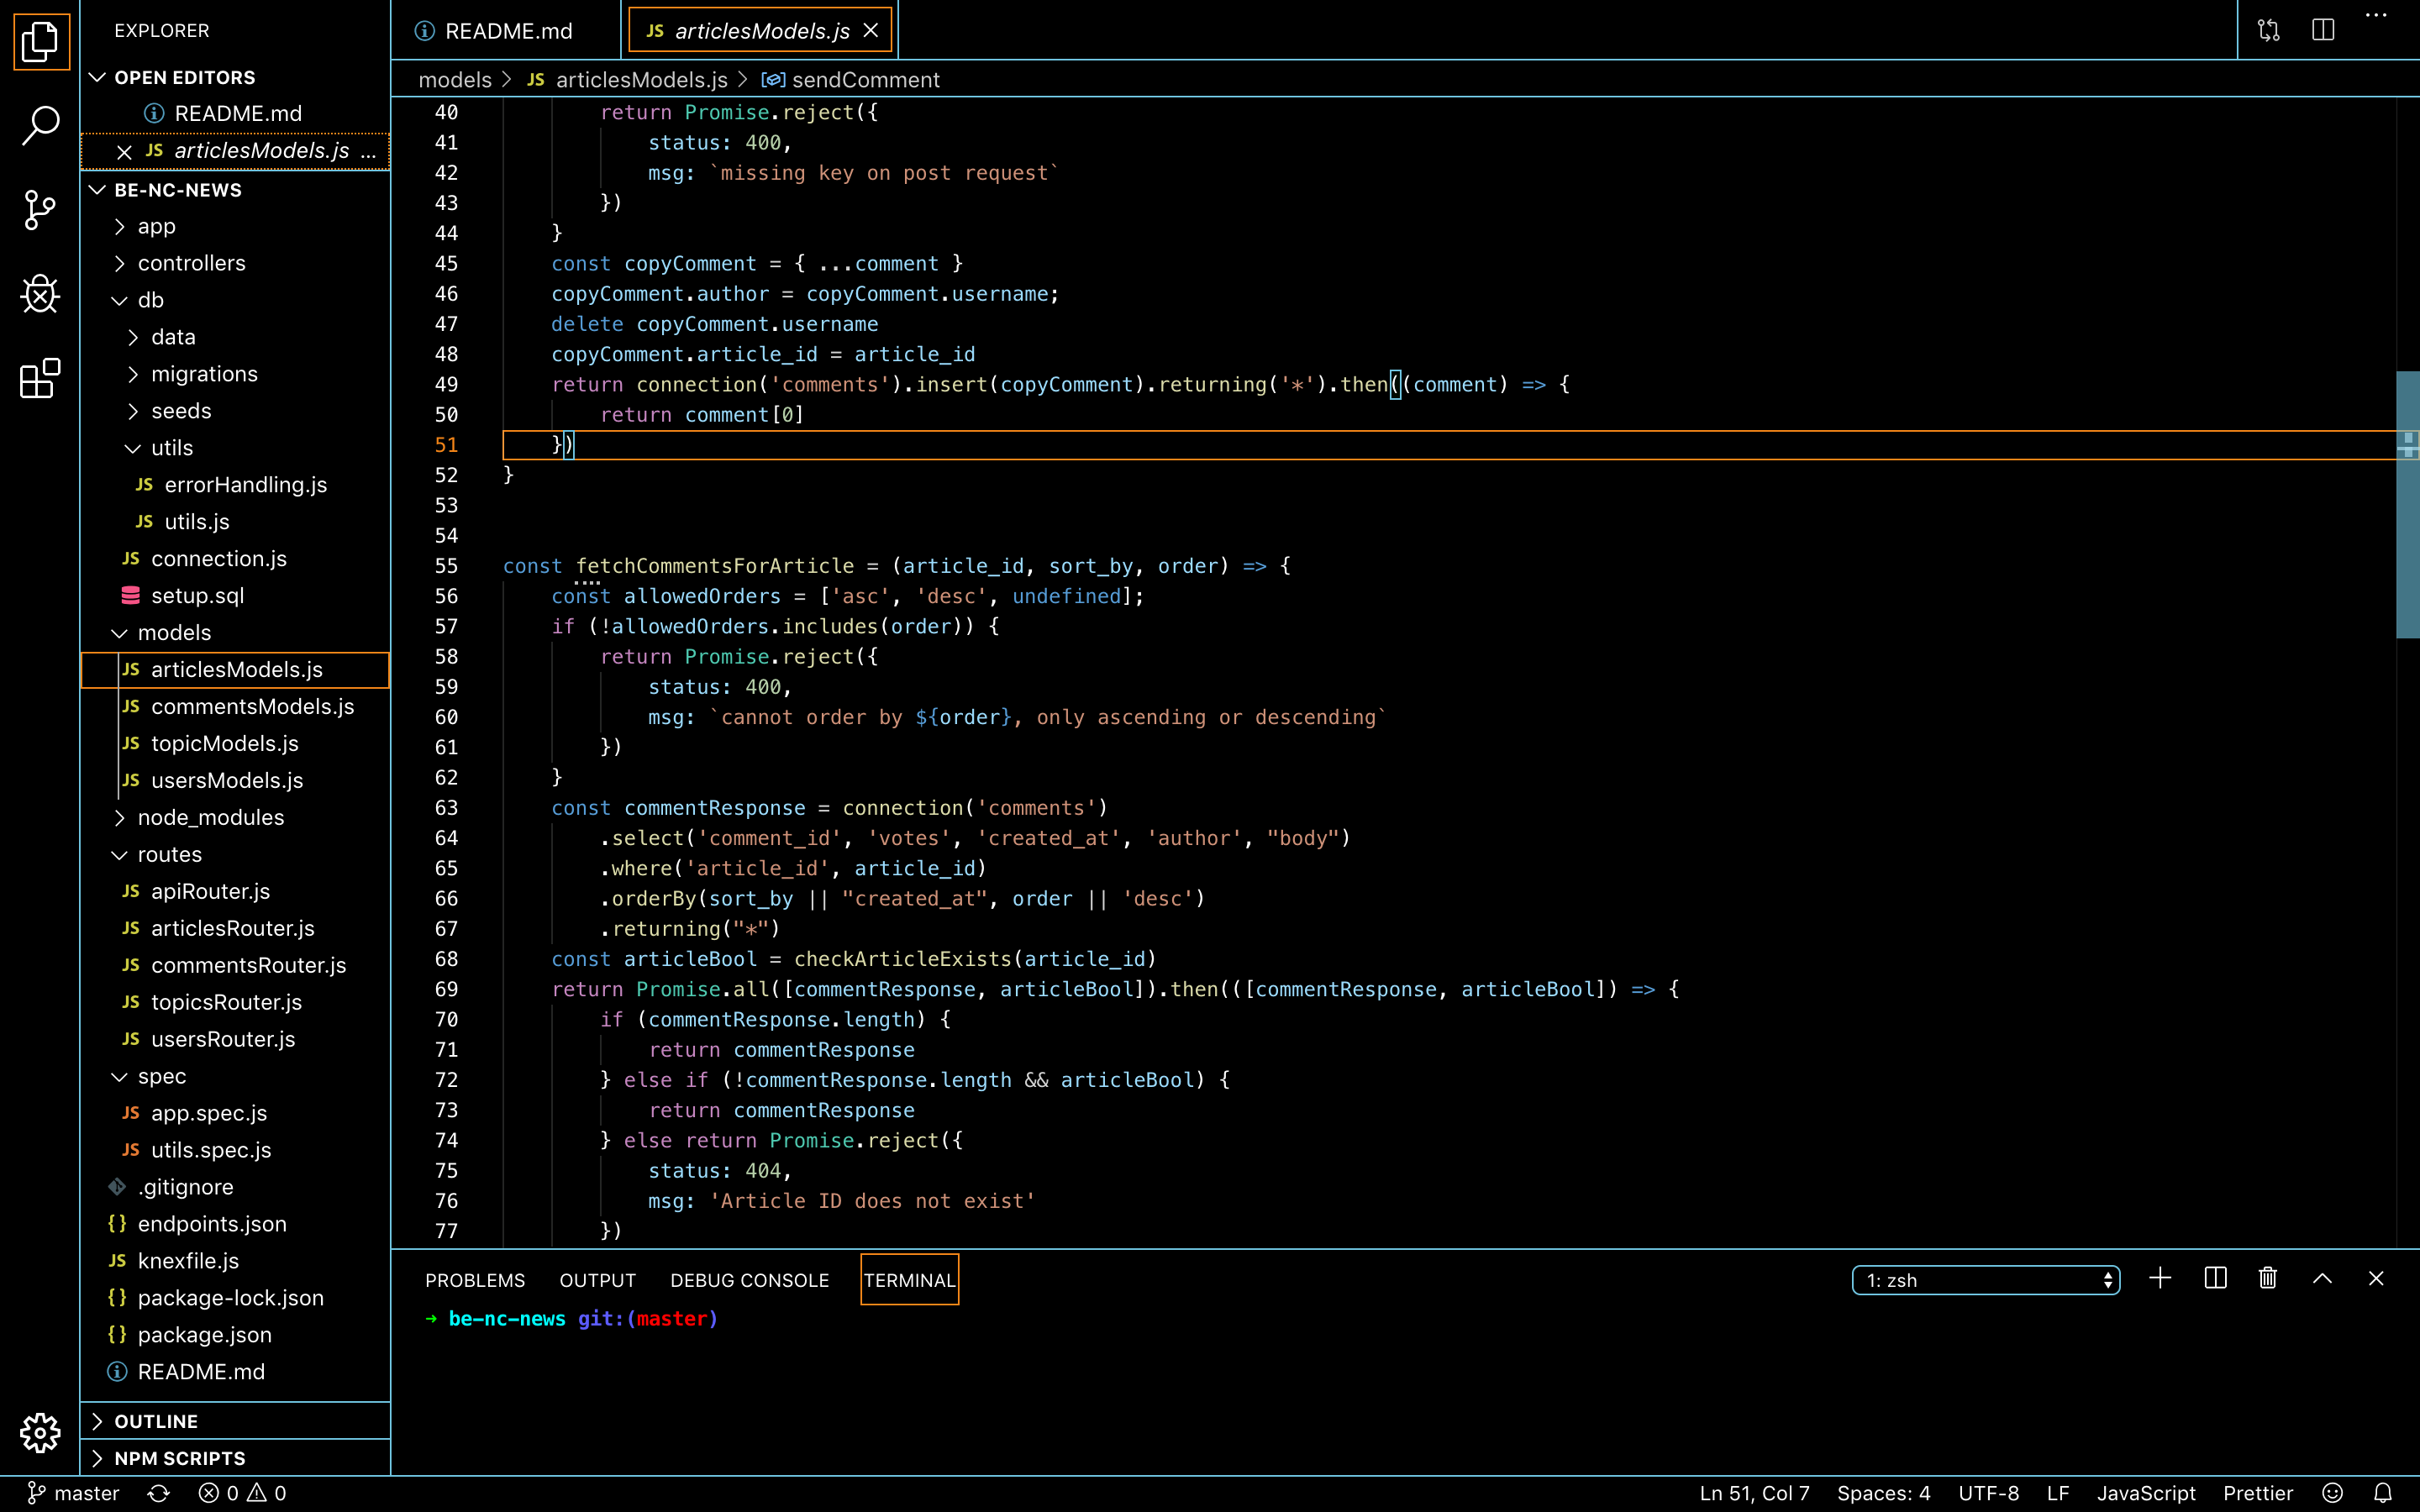 EXPLORER
OPEN EDITORS
README.md
JS articlesModels.js ...
BE-NC-NEWS
app
controllers
db
data
migrations
seeds
utils
JS errorHandling.js
JS utils.js
JS connection.js
setup.sql
models
JS articlesModels.js
JS commentsModels.js
JS topicModels.js
JS usersModels.js
node_modules
routes
JS apiRouter.js
JS articlesRouter.js
JS commentsRouter.js
JS topicsRouter.js
JS usersRouter.js
spec
JS app.spec.js
JS utils.spec.js
.gitignore
{} endpoints.json
JS knexfile.js
{} package-lock.json
{} package.json
README.md
OUTLINE
NPM SCRIPTS
README.md JS articlesModels.js
models > JS articlesModels.js > sendComment
40 return Promise.reject({
41 status: 400,
42 msg: `missing key on post request`
43 })
44 }
45 const copyComment = { ...comment }
46 copyComment.author = copyComment.username;
47 delete copyComment.username
48 copyComment.article_id = article_id
49 return connection('comments').insert(copyComment).returning('*').then((comment) => {
50 return comment[0]
51 })
52 }
53
54
55 const fetchCommentsForArticle = (article_id, sort_by, order) => {
56 const allowedOrders = ['asc', 'desc', undefined];
57 if (!allowedOrders.includes(order)) {
58 return Promise.reject({
59 status: 400,
60 msg: `cannot order by ${order}, only ascending or descending`
61 })
62 }
63 const commentResponse = connection('comments')
64 .select('comment_id', 'votes', 'created_at', 'author', "body")
65 .where('article_id', article_id)
66 .orderBy(sort_by || "created_at", order || 'desc')
67 .returning("*")
68 const articleBool = checkArticleExists(article_id)
69 return Promise.all([commentResponse, articleBool]).then(([commentResponse, articleBool]) => {
70 if (commentResponse.length) {
71 return commentResponse
72 } else if (!commentResponse.length && articleBool) {
73 return commentResponse
74 } else return Promise.reject({
75 status: 404,
76 msg: 'Article ID does not exist'
77 })
PROBLEMS OUTPUT DEBUG CONSOLE TERMINAL 1: zsh
→ be-nc-news git:(master)
master 0 0 Ln 51, Col 7 Spaces: 4 UTF-8 LF JavaScript Prettier